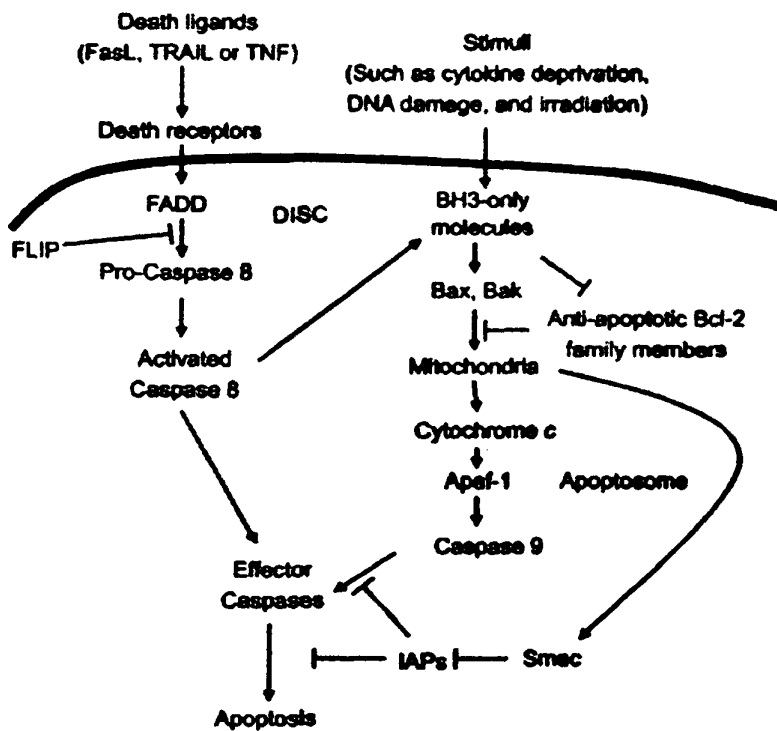 Death ligands
(FasL, TRAIL or TNF)
Stimuli
(Such as cytokine deprivation,
DNA damage, and irradiation)
Death receptors
FADD
DISC
BH3-only
molecules
FLIP
Pro-Caspase 8
Bax, Bak
Anti-apoptotic Bcl-2
family members
Activated
Caspase 8
Mitochondria
Cytochrome c
Apaf-1
Apoptosome
Caspase 9
Effector
Caspases
IAPs
Smac
Apoptosis